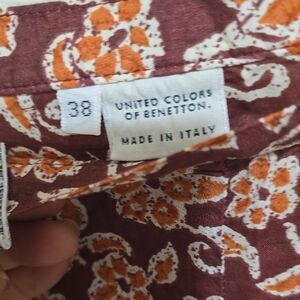 38
UNITED COLORS
OF BENETTON.
MADE IN ITALY